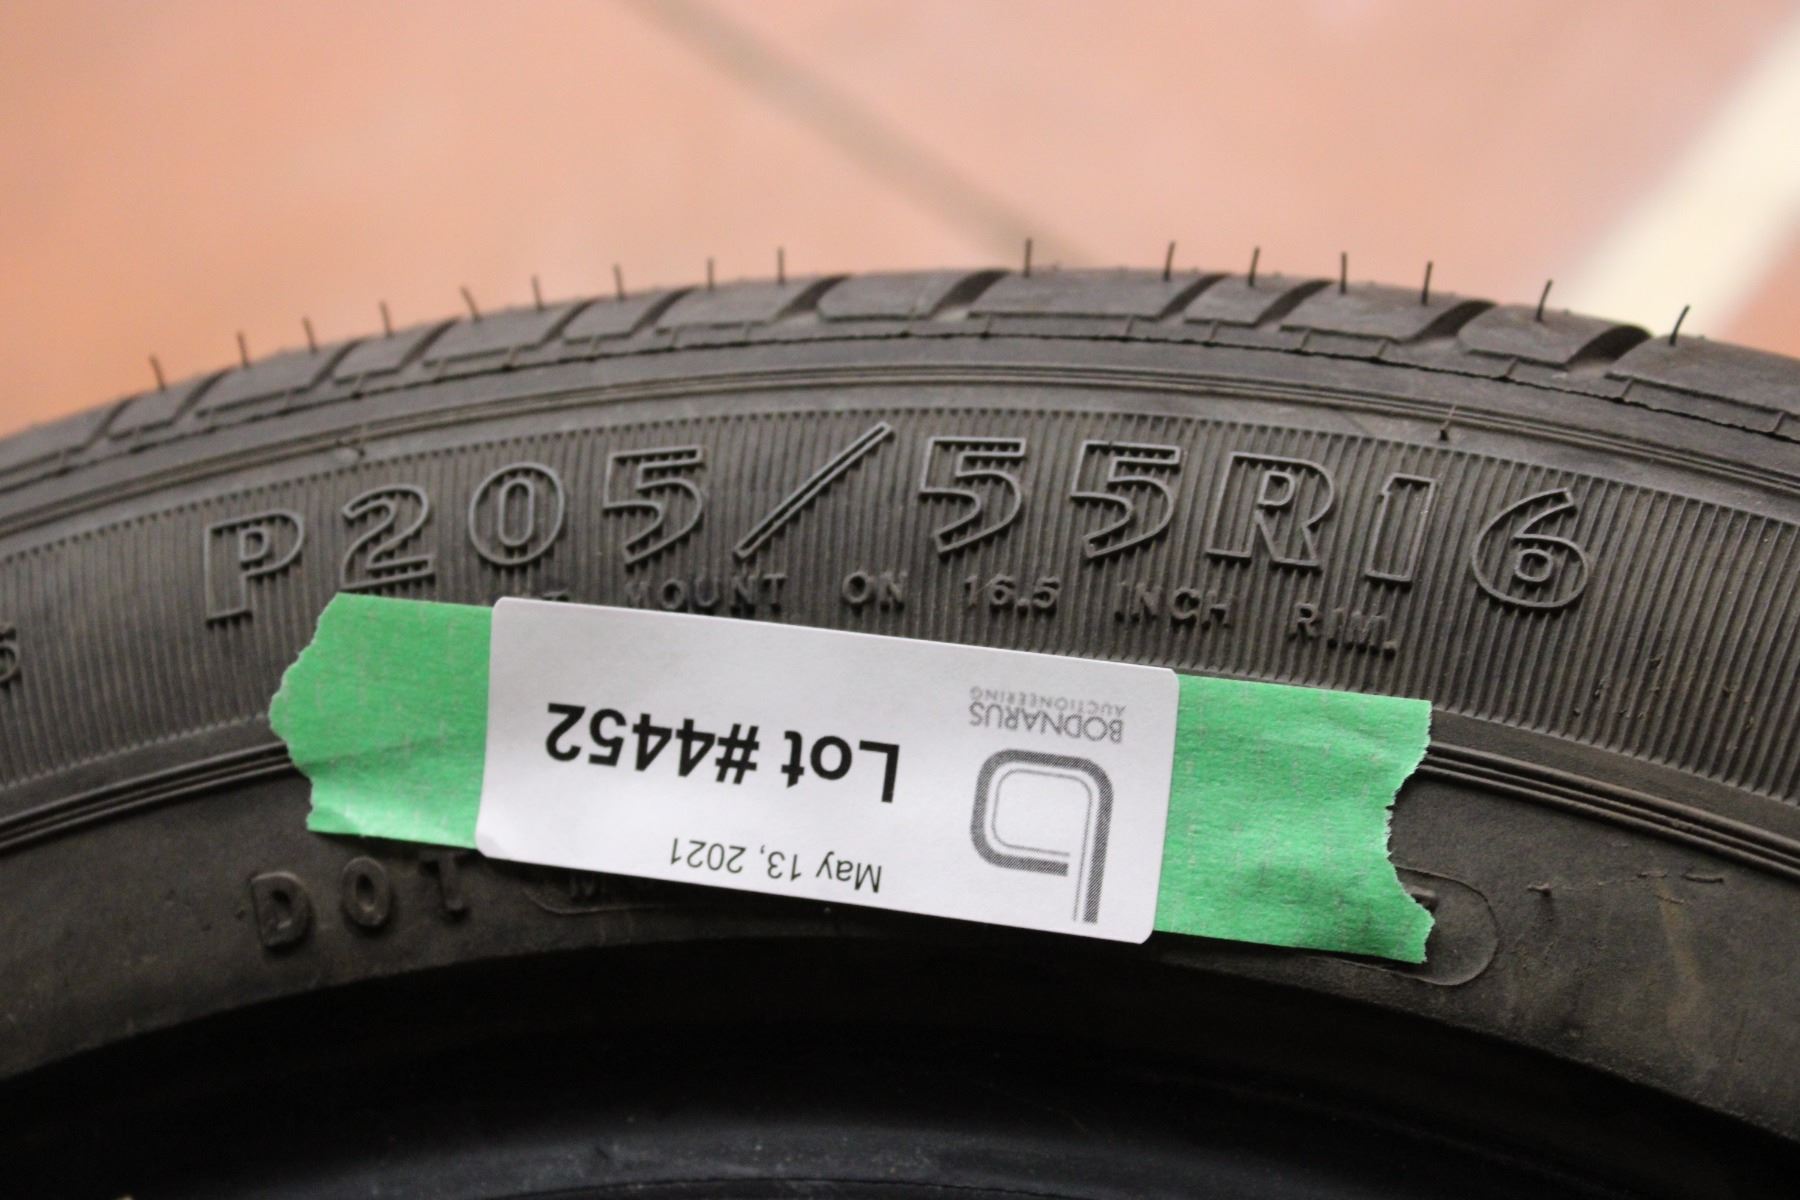 P205/55R16
MOUNT ON 16.5 INCH RIM.
BODNARUS
AUCTIONEERING
Lot #4452
May 13, 2021
DOT